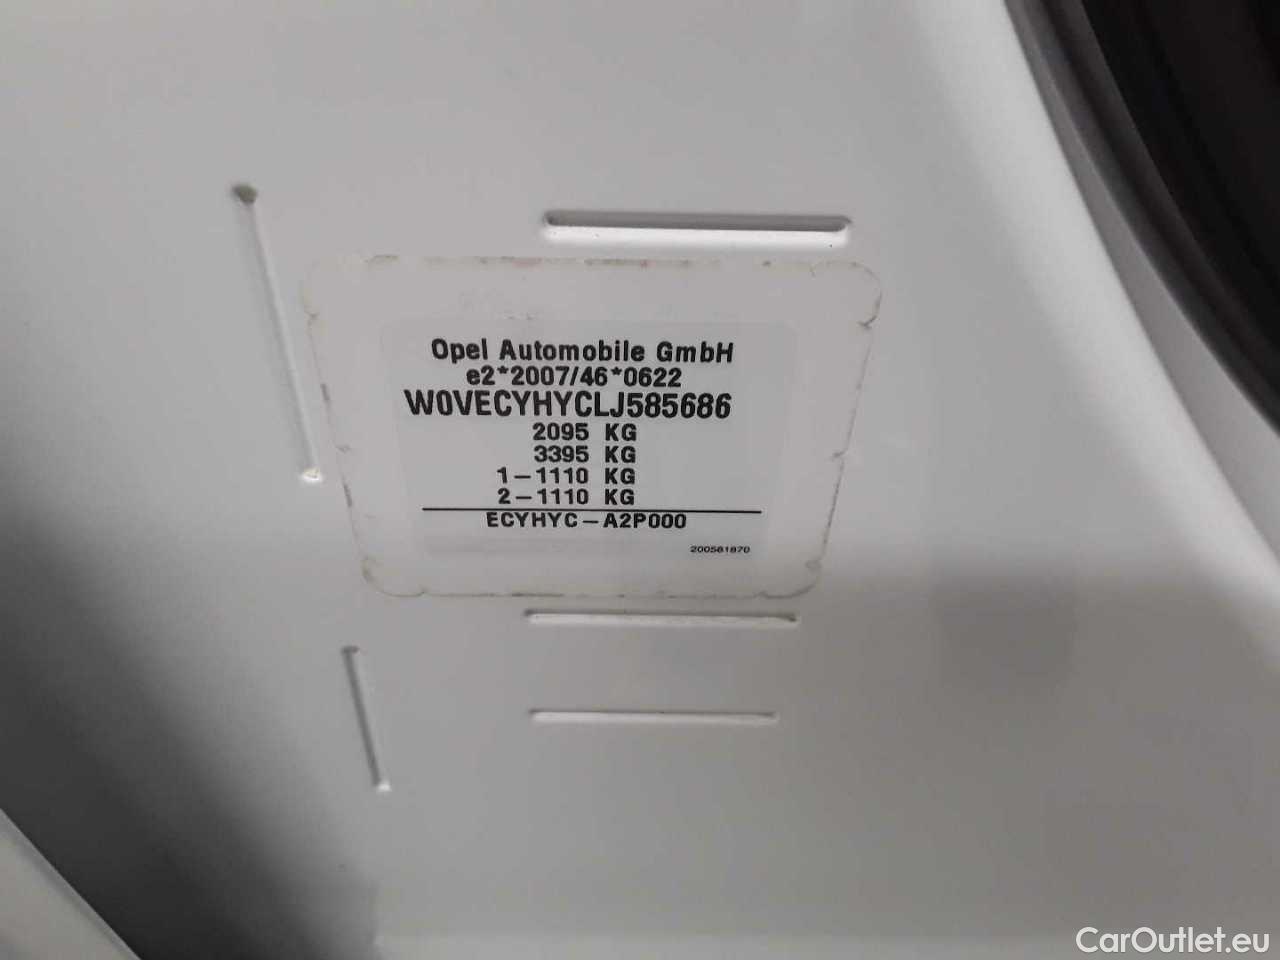 Opel Automobile GmbH
e2*2007/46*0622
W0VECYHYCLJ585686
2095 KG
3395 KG
1-1110 KG
2-1110 KG
ECYHYC-A2P000
200581870
CarOutlet.eu